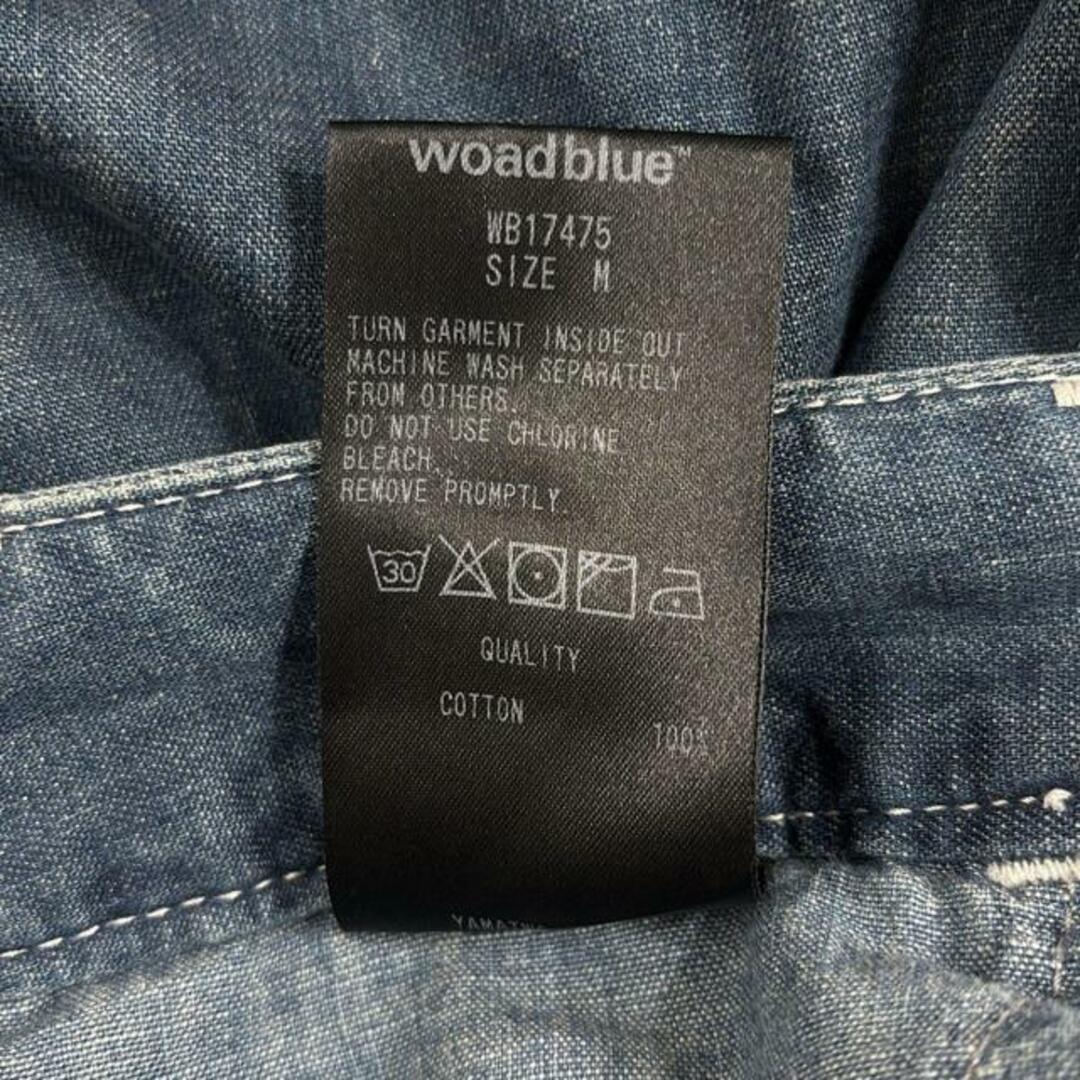 woadblue™
WB17475
SIZE M
TURN GARMENT INSIDE OUT
MACHINE WASH SEPARATELY
FROM OTHERS.
DO NOT USE CHLORINE
BLEACH.
REMOVE PROMPTLY.
30
QUALITY
COTTON
100%